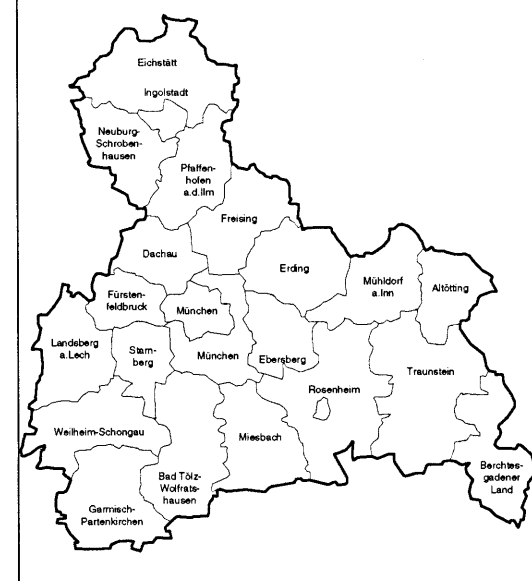 Eichstätt
Ingolstadt
Neuburg-
Schroben-
hausen
Pfaffen-
hofen
a.d.Ilm
Freising
Dachau
Erding
Mühldorf
a.Inn
Altötting
Fürsten-
feldbruck
München
Landsberg
a.Lech
Starn-
berg
München
Ebersberg
Traunstein
Rosenheim
Weilheim-Schongau
Miesbach
Bad Tölz-
Wolfrats-
hausen
Berchtes-
gadener
Land
Garmisch-
Partenkirchen